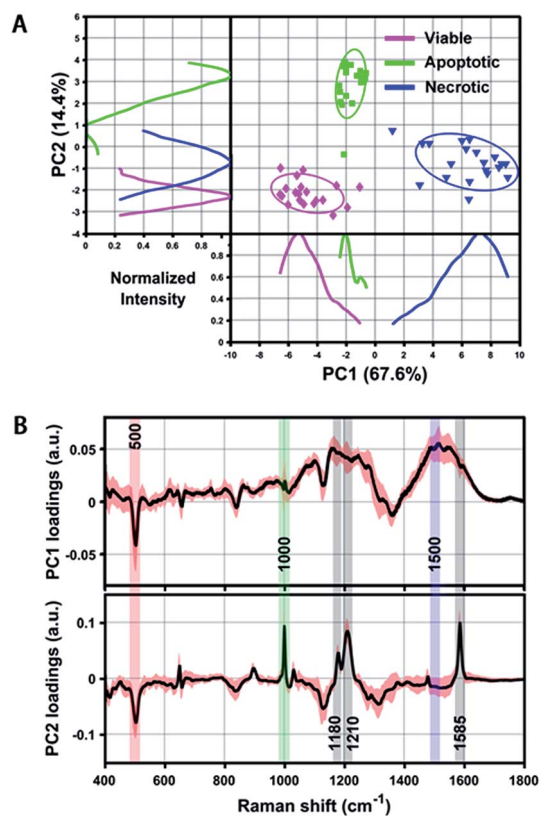 A
Viable
Apoptotic
Necrotic
PC2 (14.4%)
6
5
4
3
2
1
0
-1
-2
-3
-4
0 0.2 0.4 0.6 0.8
Normalized
Intensity
1
0.8
0.6
0.4
0.2
0
-10 -8 -6 -4 -2 0 2 4 6 8 10
PC1 (67.6%)
B
PC1 loadings (a.u.)
0.05
0
-0.05
500
1000
1500
PC2 loadings (a.u.)
0.1
0
-0.1
1180
1210
1585
400 600 800 1000 1200 1400 1600 1800
Raman shift (cm⁻¹)